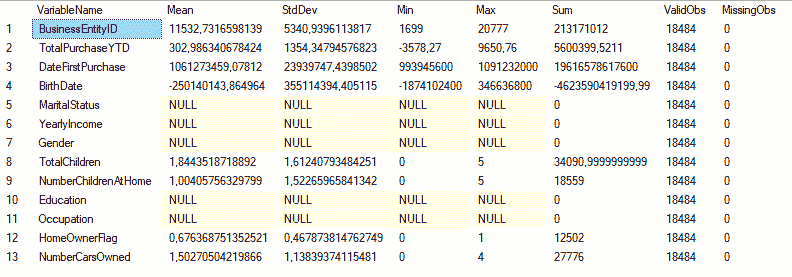 VariableName Mean StdDev Min Max Sum ValidObs MissingObs
1 BusinessEntityID 11532,7316598139 5340,9396113817 1699 20777 213171012 18484 0
2 TotalPurchaseYTD 302,986340678424 1354,34794576823 -3578,27 9650,76 5600399,5211 18484 0
3 DateFirstPurchase 1061273459,07812 23939747,4398502 993945600 1091232000 19616578617600 18484 0
4 BirthDate -250140143,864964 355114394,405115 -1874102400 346636800 -4623590419199,99 18484 0
5 MaritalStatus NULL NULL NULL NULL 0 18484 0
6 YearlyIncome NULL NULL NULL NULL 0 18484 0
7 Gender NULL NULL NULL NULL 0 18484 0
8 TotalChildren 1,8443518718892 1,61240793484251 0 5 34090,9999999999 18484 0
9 NumberChildrenAtHome 1,00405756329799 1,52265965841342 0 5 18559 18484 0
10 Education NULL NULL NULL NULL 0 18484 0
11 Occupation NULL NULL NULL NULL 0 18484 0
12 HomeOwnerFlag 0,676368751352521 0,467873814762749 0 1 12502 18484 0
13 NumberCarsOwned 1,50270504219866 1,13839374115481 0 4 27776 18484 0